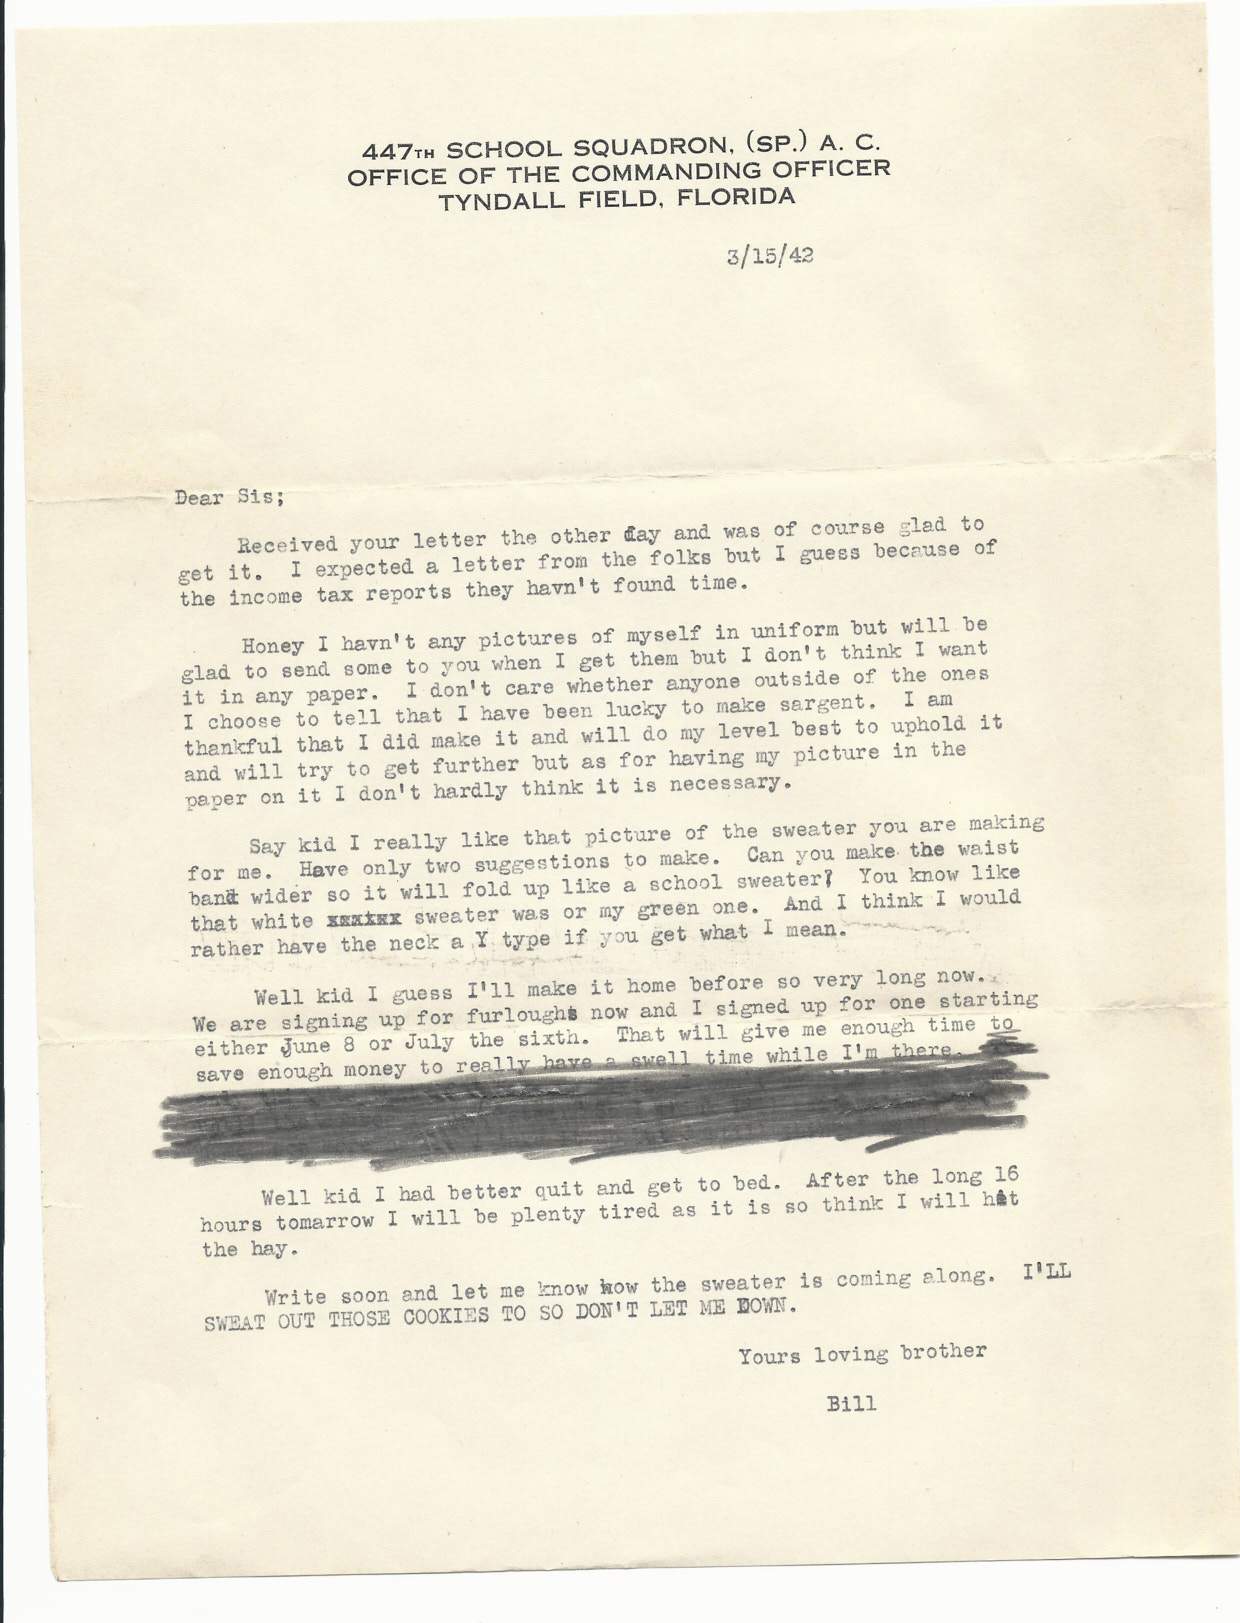 447TH SCHOOL SQUADRON, (SP.) A. C.
OFFICE OF THE COMMANDING OFFICER
TYNDALL FIELD, FLORIDA
3/15/42
Dear Sis;
Received your letter the other day and was of course glad to
get it. I expected a letter from the folks but I guess because of
the income tax reports they havn't found time.
Honey I havn't any pictures of myself in uniform but will be
glad to send some to you when I get them but I don't think I want
it in any paper. I don't care whether anyone outside of the ones
I choose to tell that I have been lucky to make sargent. I am
thankful that I did make it and will do my level best to uphold it
and will try to get further but as for having my picture in the
paper on it I don't hardly think it is necessary.
Say kid I really like that picture of the sweater you are making
for me. Have only two suggestions to make. Can you make the waist
band wider so it will fold up like a school sweater? You know like
that white xxxxxx sweater was or my green one. And I think I would
rather have the neck a Y type if you get what I mean.
Well kid I guess I'll make it home before so very long now.
We are signing up for furloughs now and I signed up for one starting
either June 8 or July the sixth. That will give me enough time to
save enough money to really have a swell time while I'm there.
Well kid I had better quit and get to bed. After the long 16
hours tomarrow I will be plenty tired as it is so think I will hit
the hay.
Write soon and let me know how the sweater is coming along. I'LL
SWEAT OUT THOSE COOKIES TO SO DON'T LET ME DOWN.
Yours loving brother
Bill